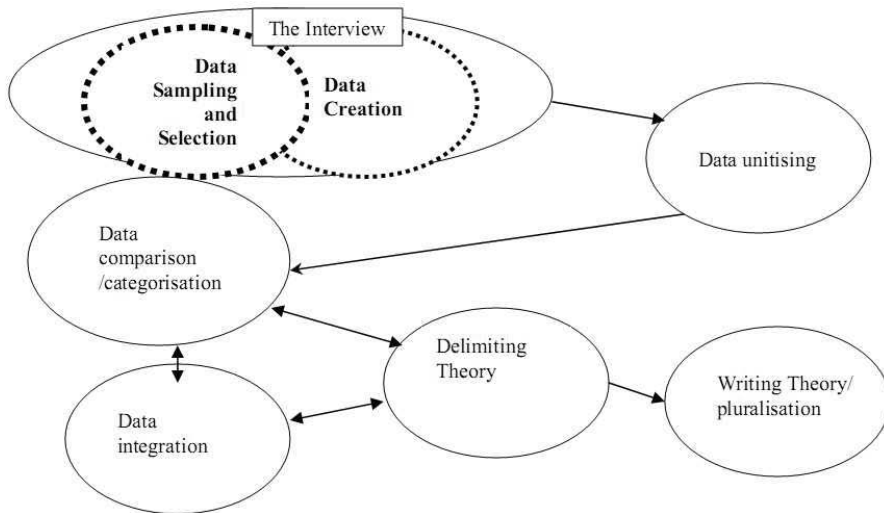 The Interview
Data
Sampling
and
Selection
Data
Creation
Data unitising
Data
comparison
/categorisation
Delimiting
Theory
Writing Theory/
pluralisation
Data
integration